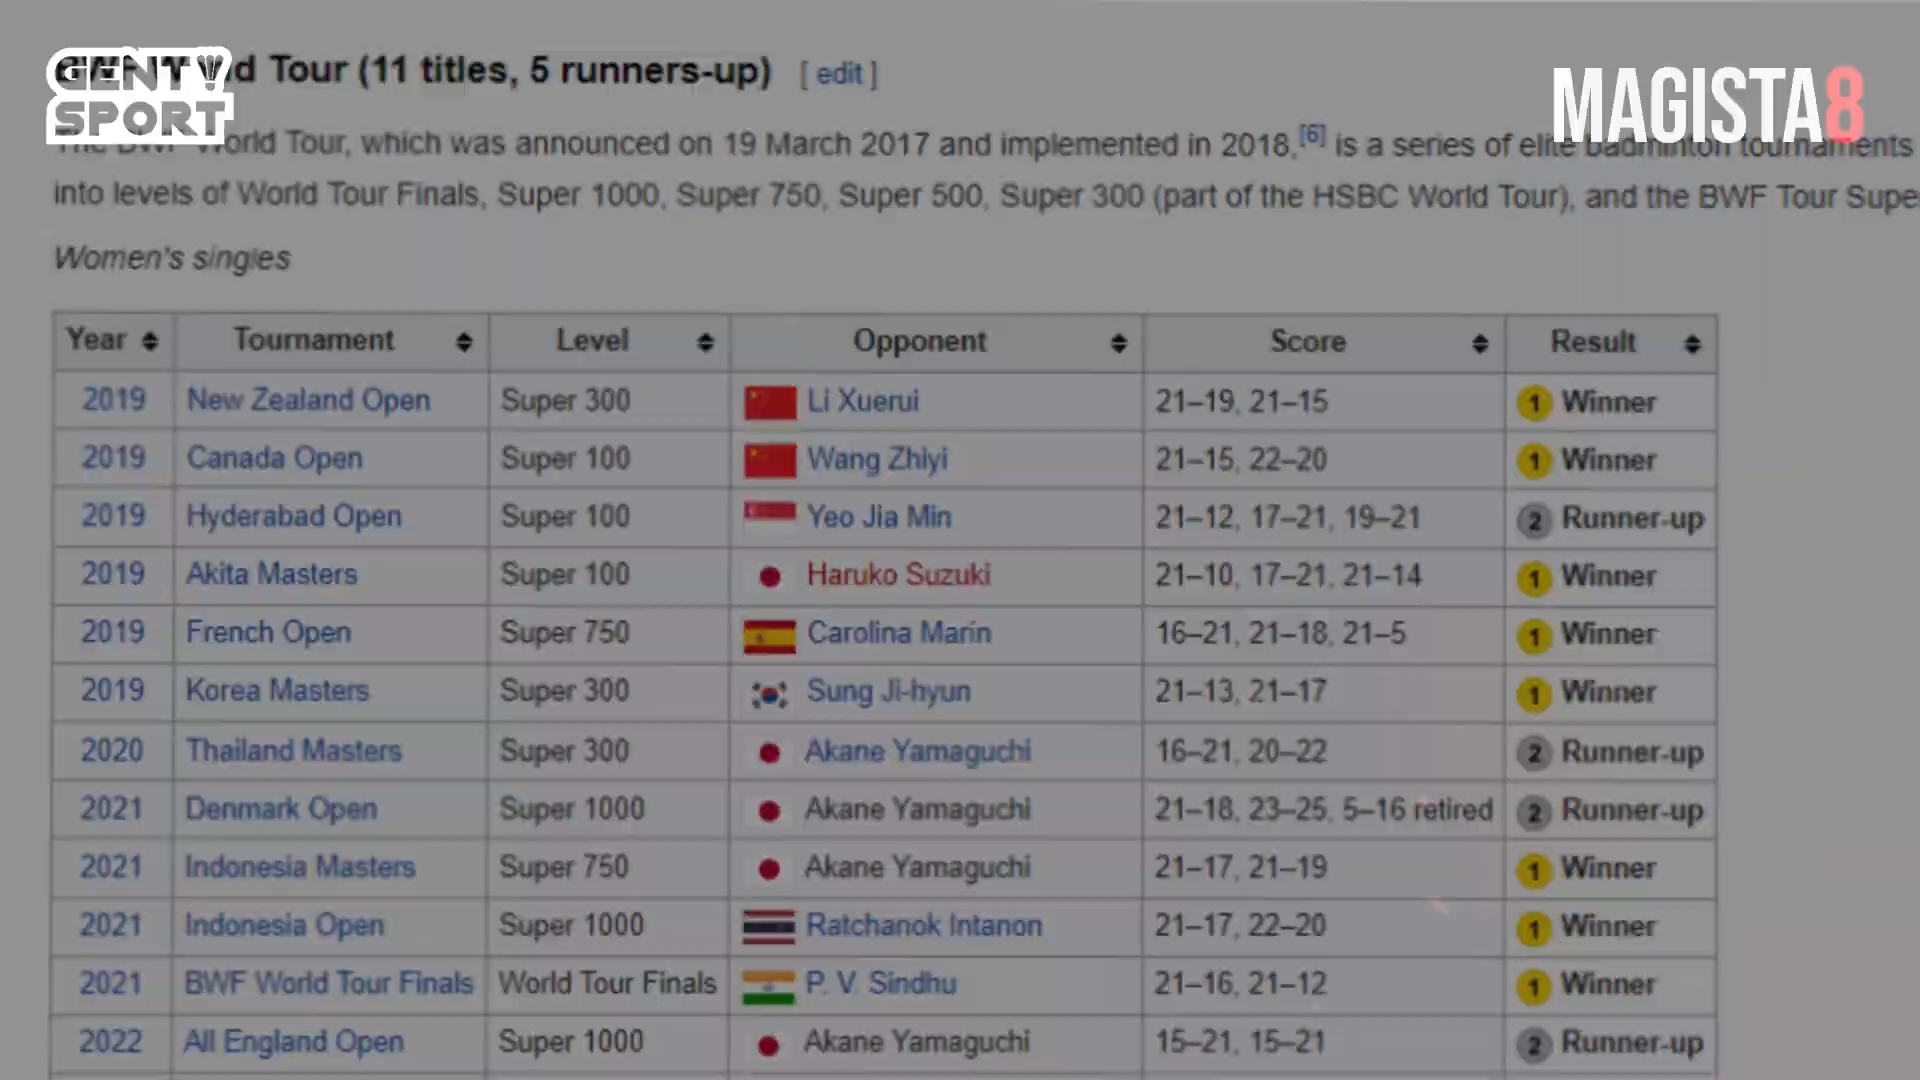 GENTY
SPORT
MAGISTA8
BWF World Tour (11 titles, 5 runners-up) [ edit ]
The BWF World Tour, which was announced on 19 March 2017 and implemented in 2018,[6] is a series of elite badminton tournaments
into levels of World Tour Finals, Super 1000, Super 750, Super 500, Super 300 (part of the HSBC World Tour), and the BWF Tour Supe
Women's singles
Year Tournament Level Opponent Score Result
2019 New Zealand Open Super 300 Li Xuerui 21–19, 21–15 1 Winner
2019 Canada Open Super 100 Wang Zhiyi 21–15, 22–20 1 Winner
2019 Hyderabad Open Super 100 Yeo Jia Min 21–12, 17–21, 19–21 2 Runner-up
2019 Akita Masters Super 100 Haruko Suzuki 21–10, 17–21, 21–14 1 Winner
2019 French Open Super 750 Carolina Marín 16–21, 21–18, 21–5 1 Winner
2019 Korea Masters Super 300 Sung Ji-hyun 21–13, 21–17 1 Winner
2020 Thailand Masters Super 300 Akane Yamaguchi 16–21, 20–22 2 Runner-up
2021 Denmark Open Super 1000 Akane Yamaguchi 21–18, 23–25, 5–16 retired 2 Runner-up
2021 Indonesia Masters Super 750 Akane Yamaguchi 21–17, 21–19 1 Winner
2021 Indonesia Open Super 1000 Ratchanok Intanon 21–17, 22–20 1 Winner
2021 BWF World Tour Finals World Tour Finals P. V. Sindhu 21–16, 21–12 1 Winner
2022 All England Open Super 1000 Akane Yamaguchi 15–21, 15–21 2 Runner-up